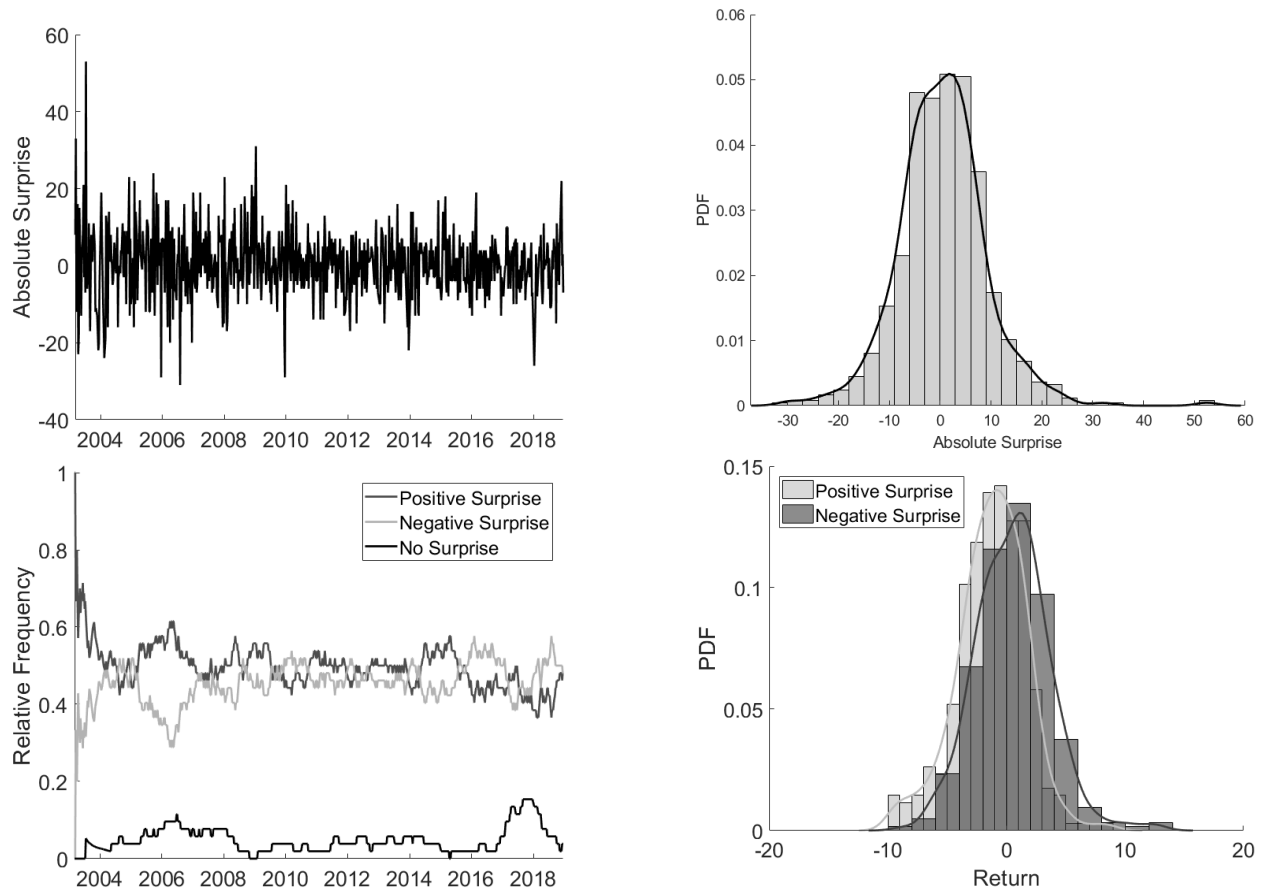 60
40
20
0
-20
-40
Absolute Surprise
2004 2006 2008 2010 2012 2014 2016 2018
0.06
0.05
0.04
0.03
0.02
0.01
0
PDF
-30 -20 -10 0 10 20 30 40 50 60
Absolute Surprise
1
0.8
0.6
0.4
0.2
0
Relative Frequency
Positive Surprise
Negative Surprise
No Surprise
2004 2006 2008 2010 2012 2014 2016 2018
0.15
0.1
0.05
0
PDF
Positive Surprise
Negative Surprise
-20 -10 0 10 20
Return